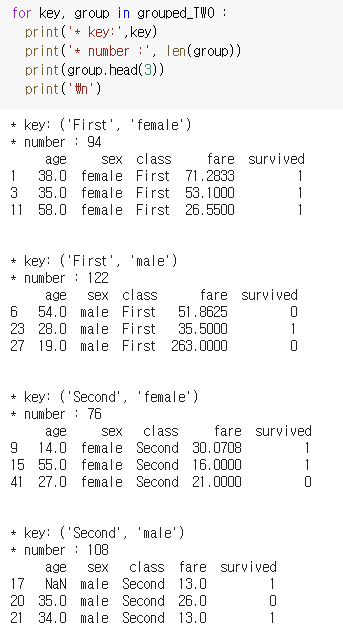 for key, group in grouped_TWO :
print('* key:',key)
print('* number :', len(group))
print(group.head(3))
print('₩n')
* key: ('First', 'female')
* number : 94
age sex class fare survived
1 38.0 female First 71.2833 1
3 35.0 female First 53.1000 1
11 58.0 female First 26.5500 1
* key: ('First', 'male')
* number : 122
age sex class fare survived
6 54.0 male First 51.8625 0
23 28.0 male First 35.5000 1
27 19.0 male First 263.0000 0
* key: ('Second', 'female')
* number : 76
age sex class fare survived
9 14.0 female Second 30.0708 1
15 55.0 female Second 16.0000 1
41 27.0 female Second 21.0000 0
* key: ('Second', 'male')
* number : 108
age sex class fare survived
17 NaN male Second 13.0 1
20 35.0 male Second 26.0 0
21 34.0 male Second 13.0 1